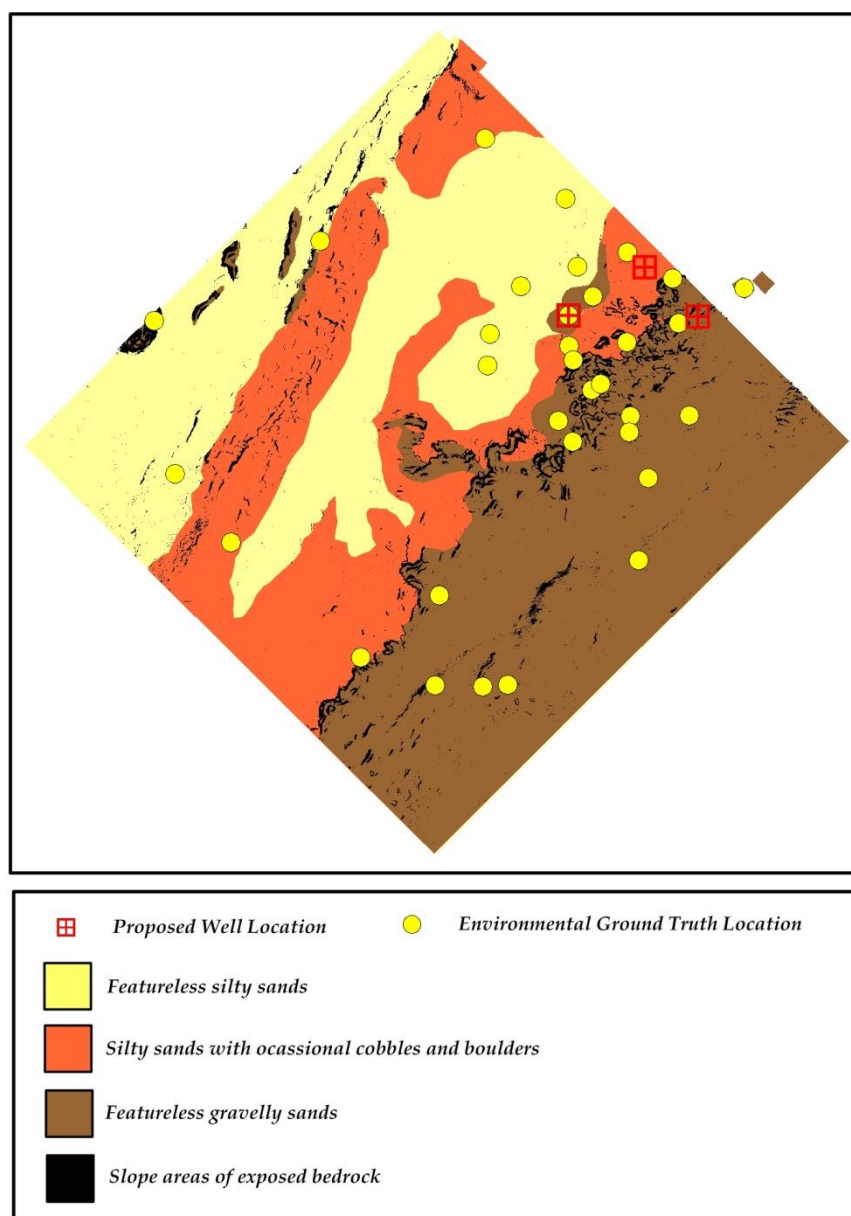 Proposed Well Location
Environmental Ground Truth Location
Featureless silty sands
Silty sands with ocassional cobbles and boulders
Featureless gravelly sands
Slope areas of exposed bedrock